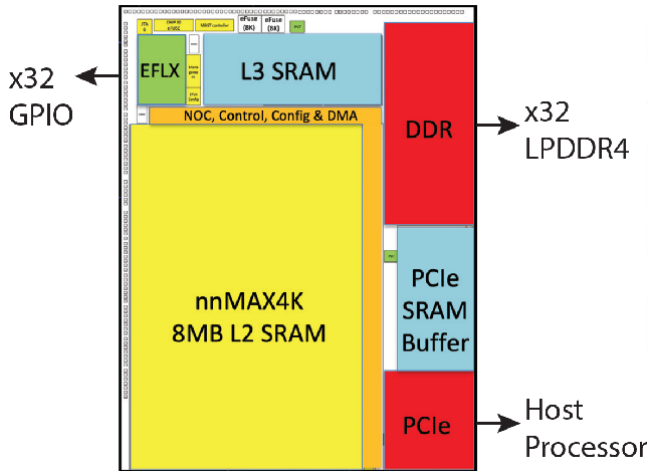 eFuse
(8K)
eFuse
(8K)
EFLX
L3 SRAM
x32
GPIO
NOC, Control, Config & DMA
DDR
x32
LPDDR4
nnMAX4K
8MB L2 SRAM
PCIe
SRAM
Buffer
PCIe
Host
Processor